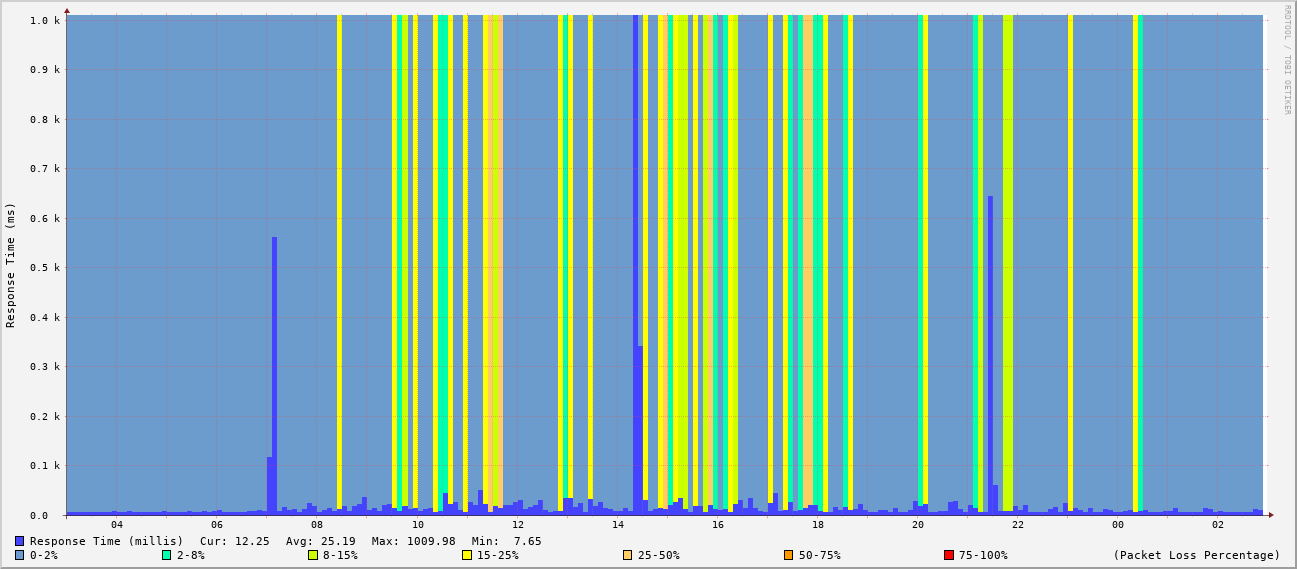 RRDTOOL / TOBI OETIKER
Response Time (ms)
1.0 k
0.9 k
0.8 k
0.7 k
0.6 k
0.5 k
0.4 k
0.3 k
0.2 k
0.1 k
0.0
04 06 08 10 12 14 16 18 20 22 00 02
Response Time (millis) Cur: 12.25 Avg: 25.19 Max: 1009.98 Min: 7.65
0-2% 2-8% 8-15% 15-25% 25-50% 50-75% 75-100% (Packet Loss Percentage)